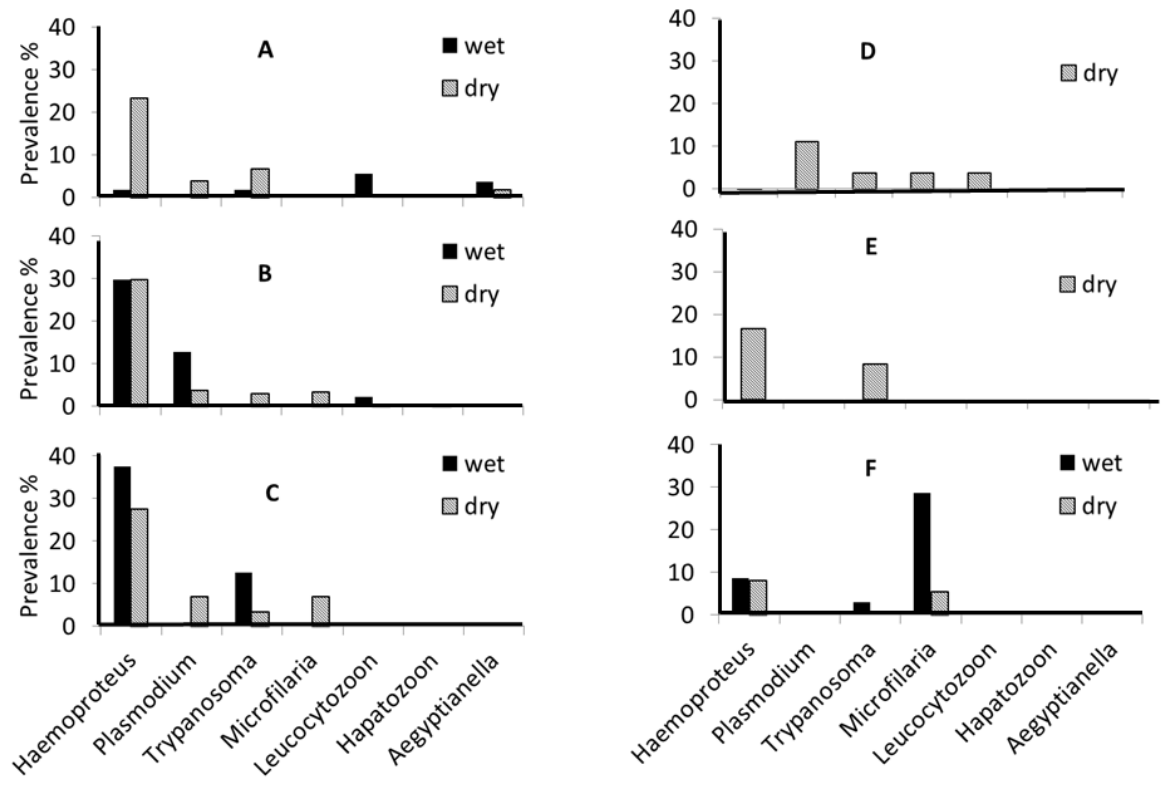 40
30
20
10
0
Prevalence %
A
wet
dry
40
30
20
10
0
Prevalence %
B
wet
dry
40
30
20
10
0
Prevalence %
C
wet
dry
Haemoproteus
Plasmodium
Trypanosoma
Microfilaria
Leucocytozoon
Hapatozoon
Aegyptianella
40
30
20
10
0
D
dry
40
30
20
10
0
E
dry
40
30
20
10
0
F
wet
dry
Haemoproteus
Plasmodium
Trypanosoma
Microfilaria
Leucocytozoon
Hapatozoon
Aegyptianella